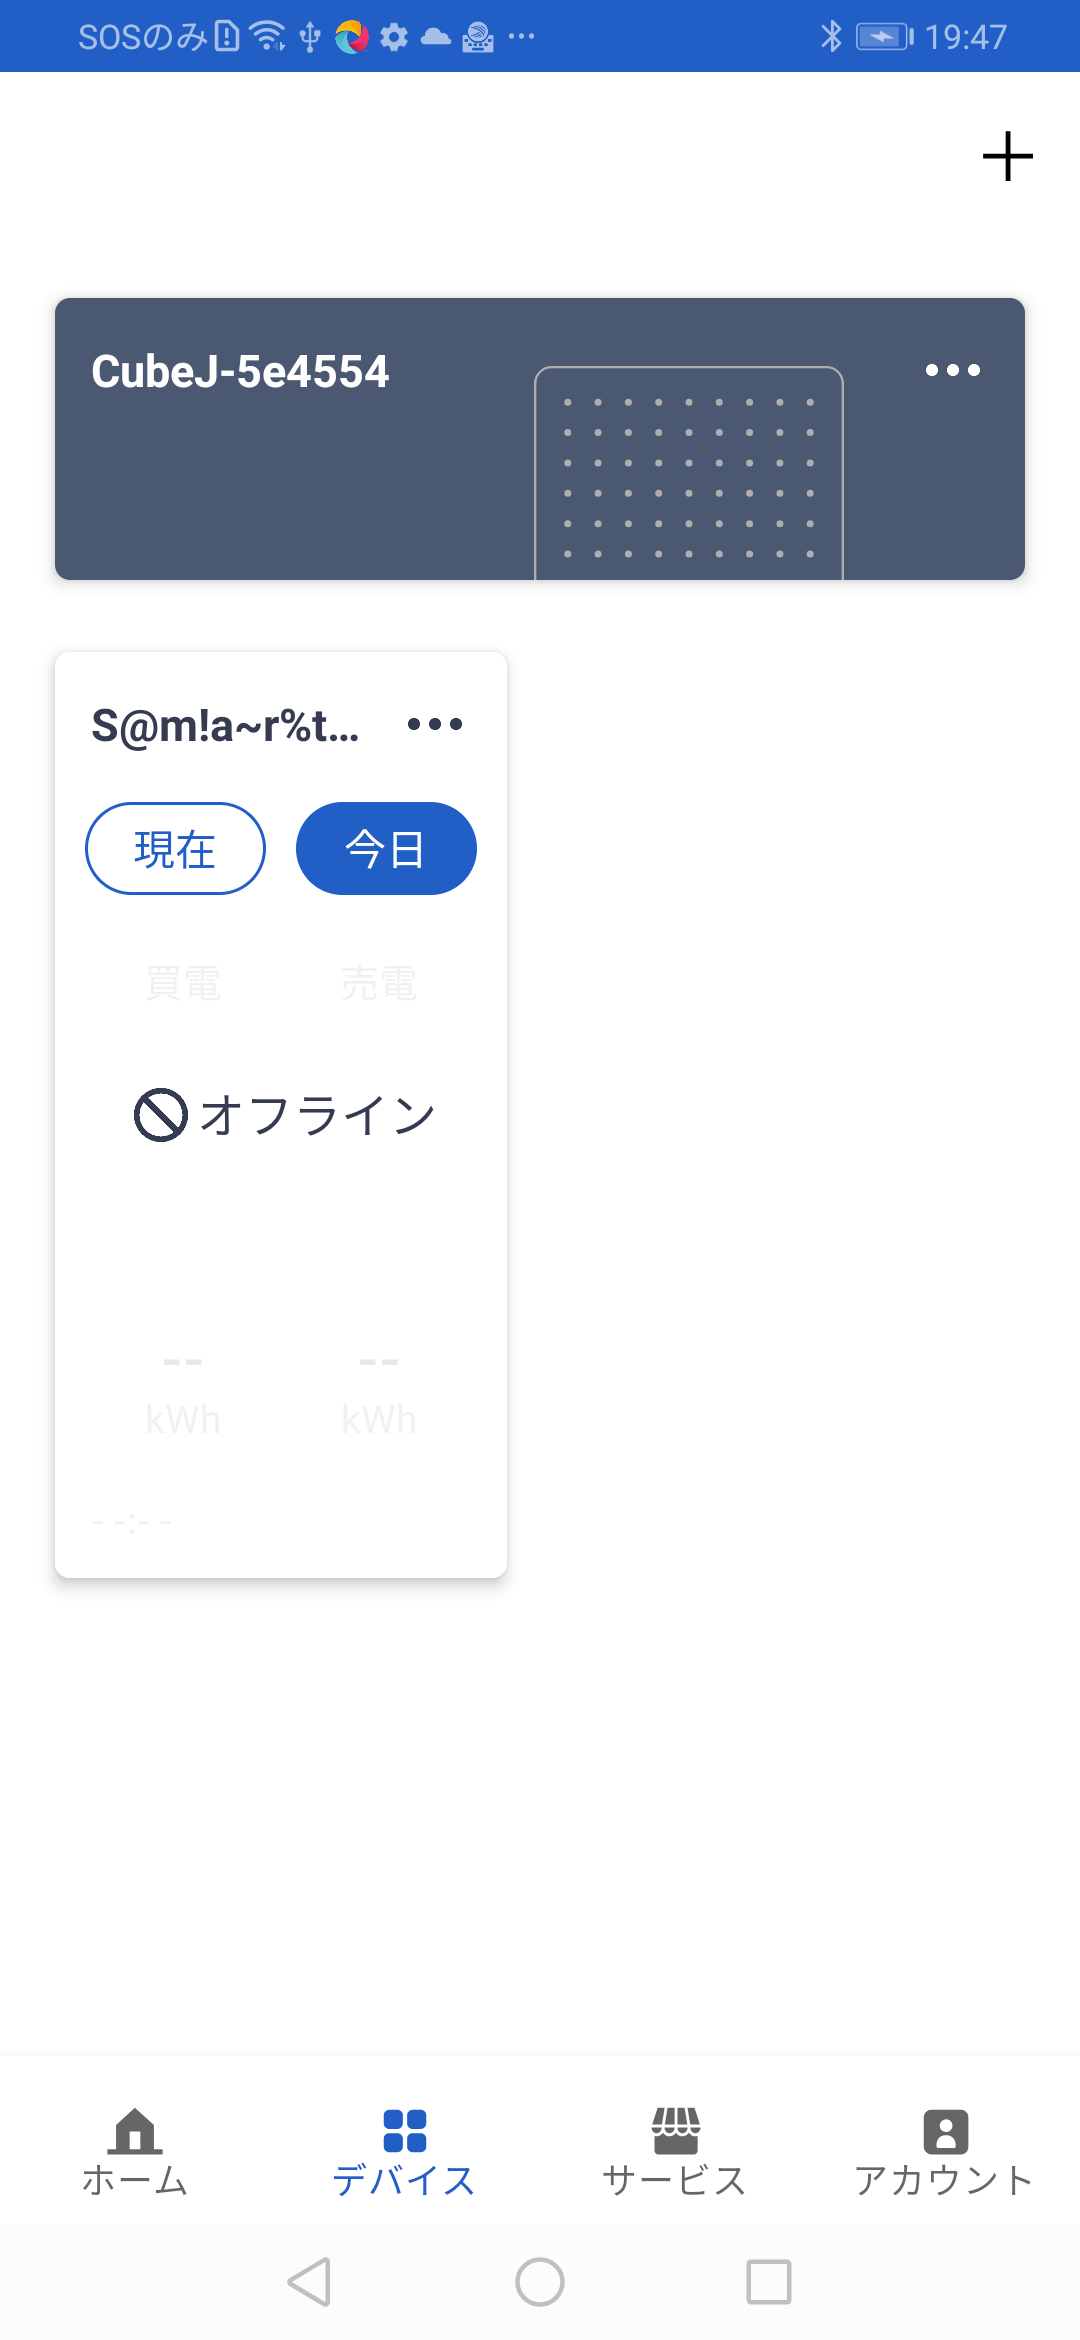 SOSのみ 19:47
CubeJ-5e4554
S@m!a~r%t...
現在 今日
買電 売電
オフライン
-- --
kWh kWh
- -:- -
ホーム デバイス サービス アカウント